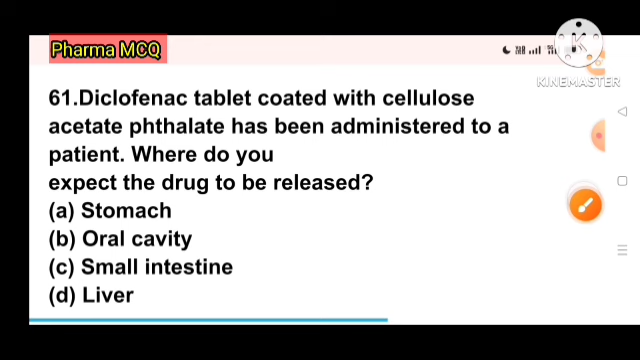 Pharma MCQ
KINEMASTER
61.Diclofenac tablet coated with cellulose
acetate phthalate has been administered to a
patient. Where do you
expect the drug to be released?
(a) Stomach
(b) Oral cavity
(c) Small intestine
(d) Liver